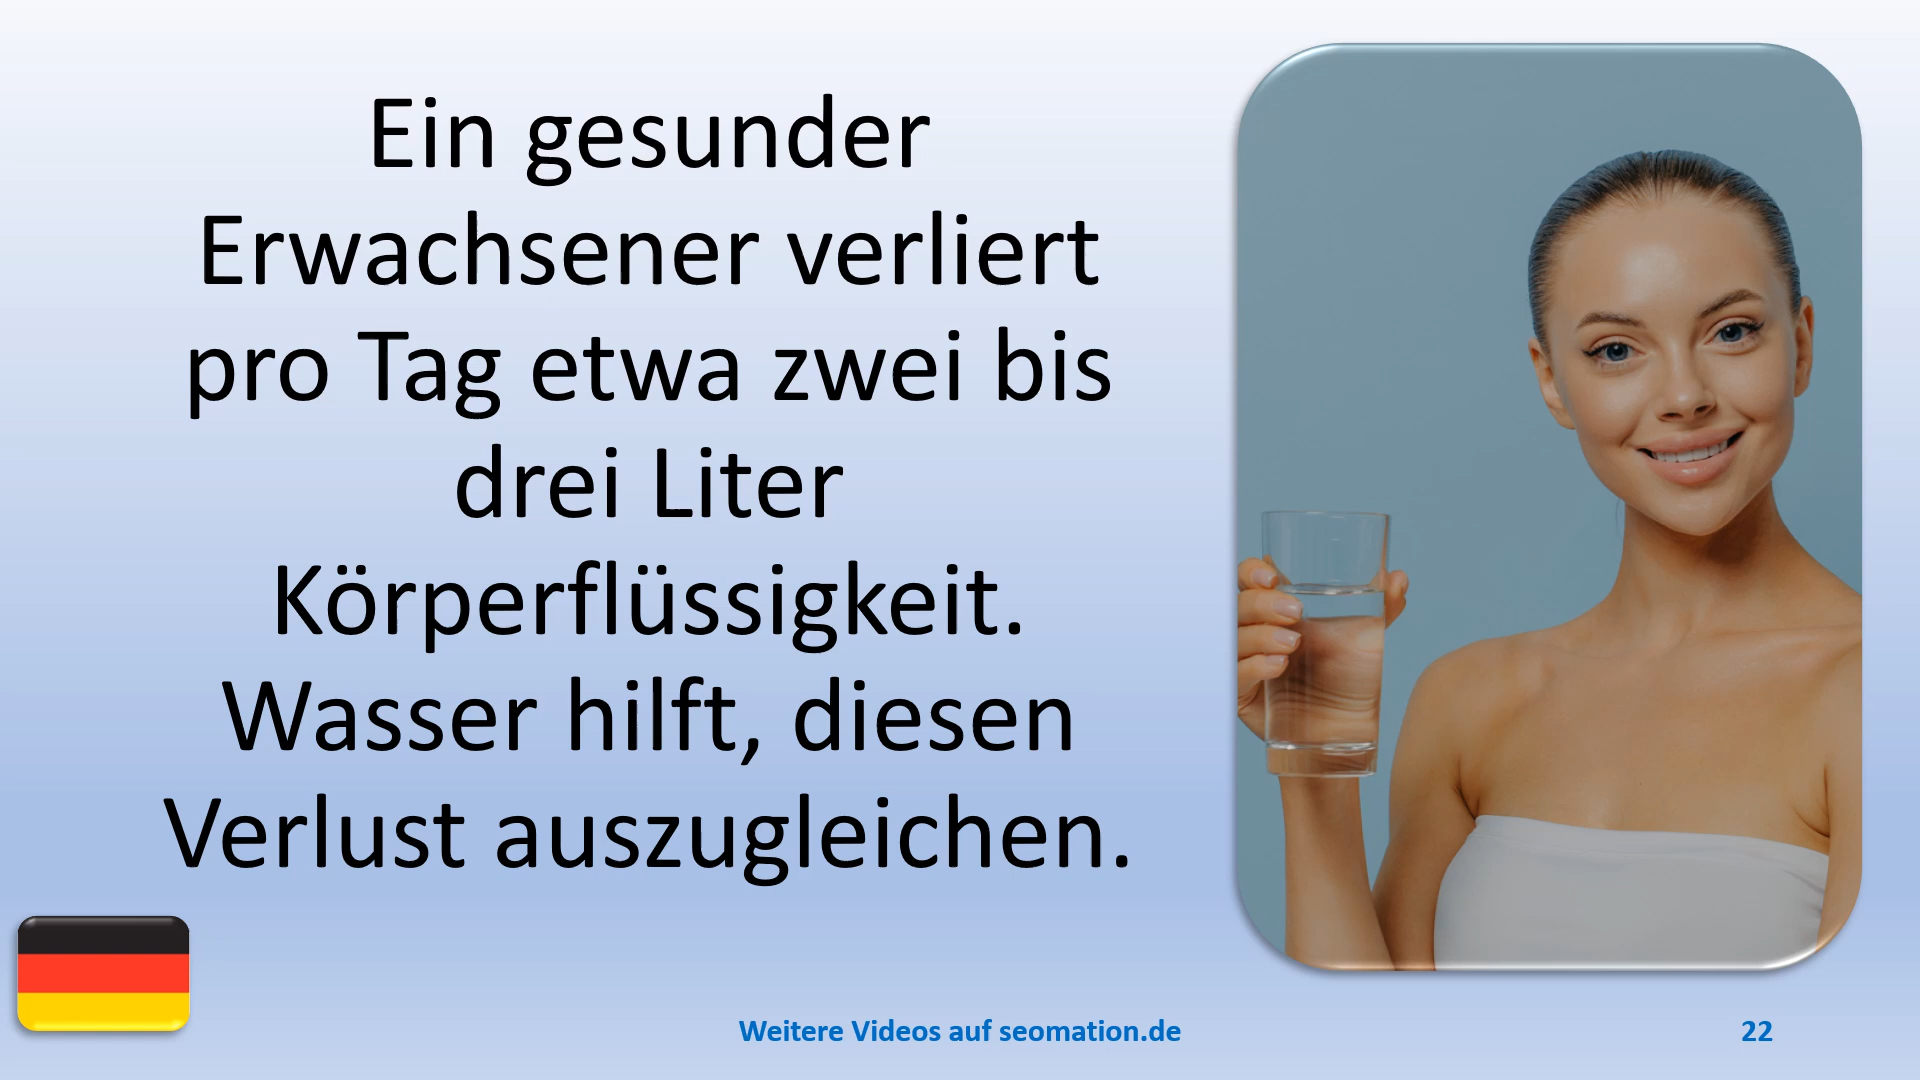 Ein gesunder
Erwachsener verliert
pro Tag etwa zwei bis
drei Liter
Körperflüssigkeit.
Wasser hilft, diesen
Verlust auszugleichen.
Weitere Videos auf seomation.de
22